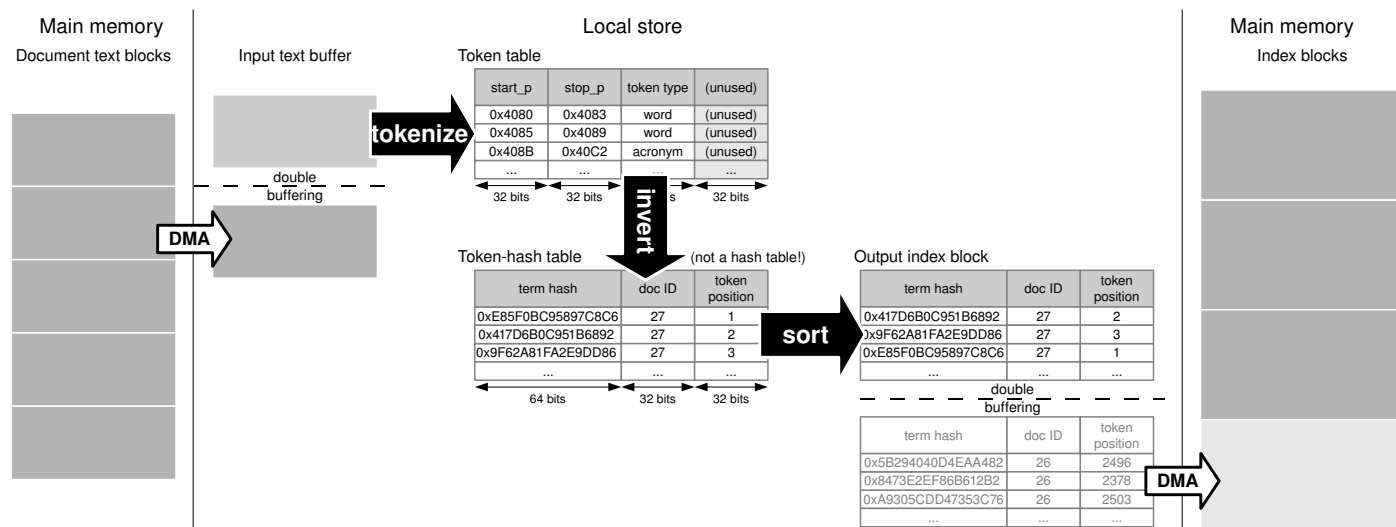 Main memory
Local store
Main memory
Document text blocks
Input text buffer
Token table
Index blocks
start_p stop_p token type (unused)
0x4080 0x4083 word (unused)
0x4085 0x4089 word (unused)
0x408B 0x40C2 acronym (unused)
... ... ... ...
32 bits 32 bits s 32 bits
tokenize
double
buffering
DMA
invert
Token-hash table
(not a hash table!)
term hash doc ID token
position
0xE85F0BC95897C8C6 27 1
0x417D6B0C951B6892 27 2
0x9F62A81FA2E9DD86 27 3
... ... ...
64 bits 32 bits 32 bits
sort
Output index block
term hash doc ID token
position
0x417D6B0C951B6892 27 2
0x9F62A81FA2E9DD86 27 3
0xE85F0BC95897C8C6 27 1
... ... ...
double
buffering
term hash doc ID token
position
0x5B294040D4EAA482 26 2496
0x8473E2EF86B612B2 26 2378
0xA9305CDD47353C76 26 2503
... ... ...
DMA